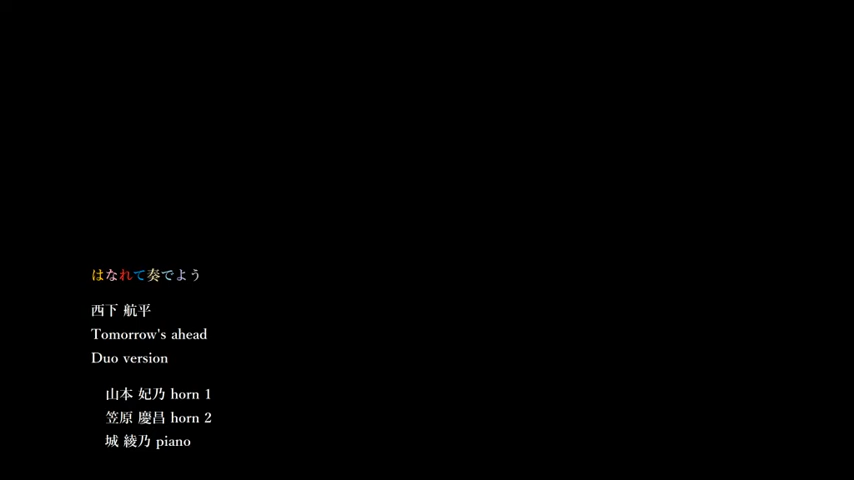 はなれて奏でよう
西下 航平
Tomorrow's ahead
Duo version
山本 妃乃 horn 1
笠原 慶昌 horn 2
城 綾乃 piano